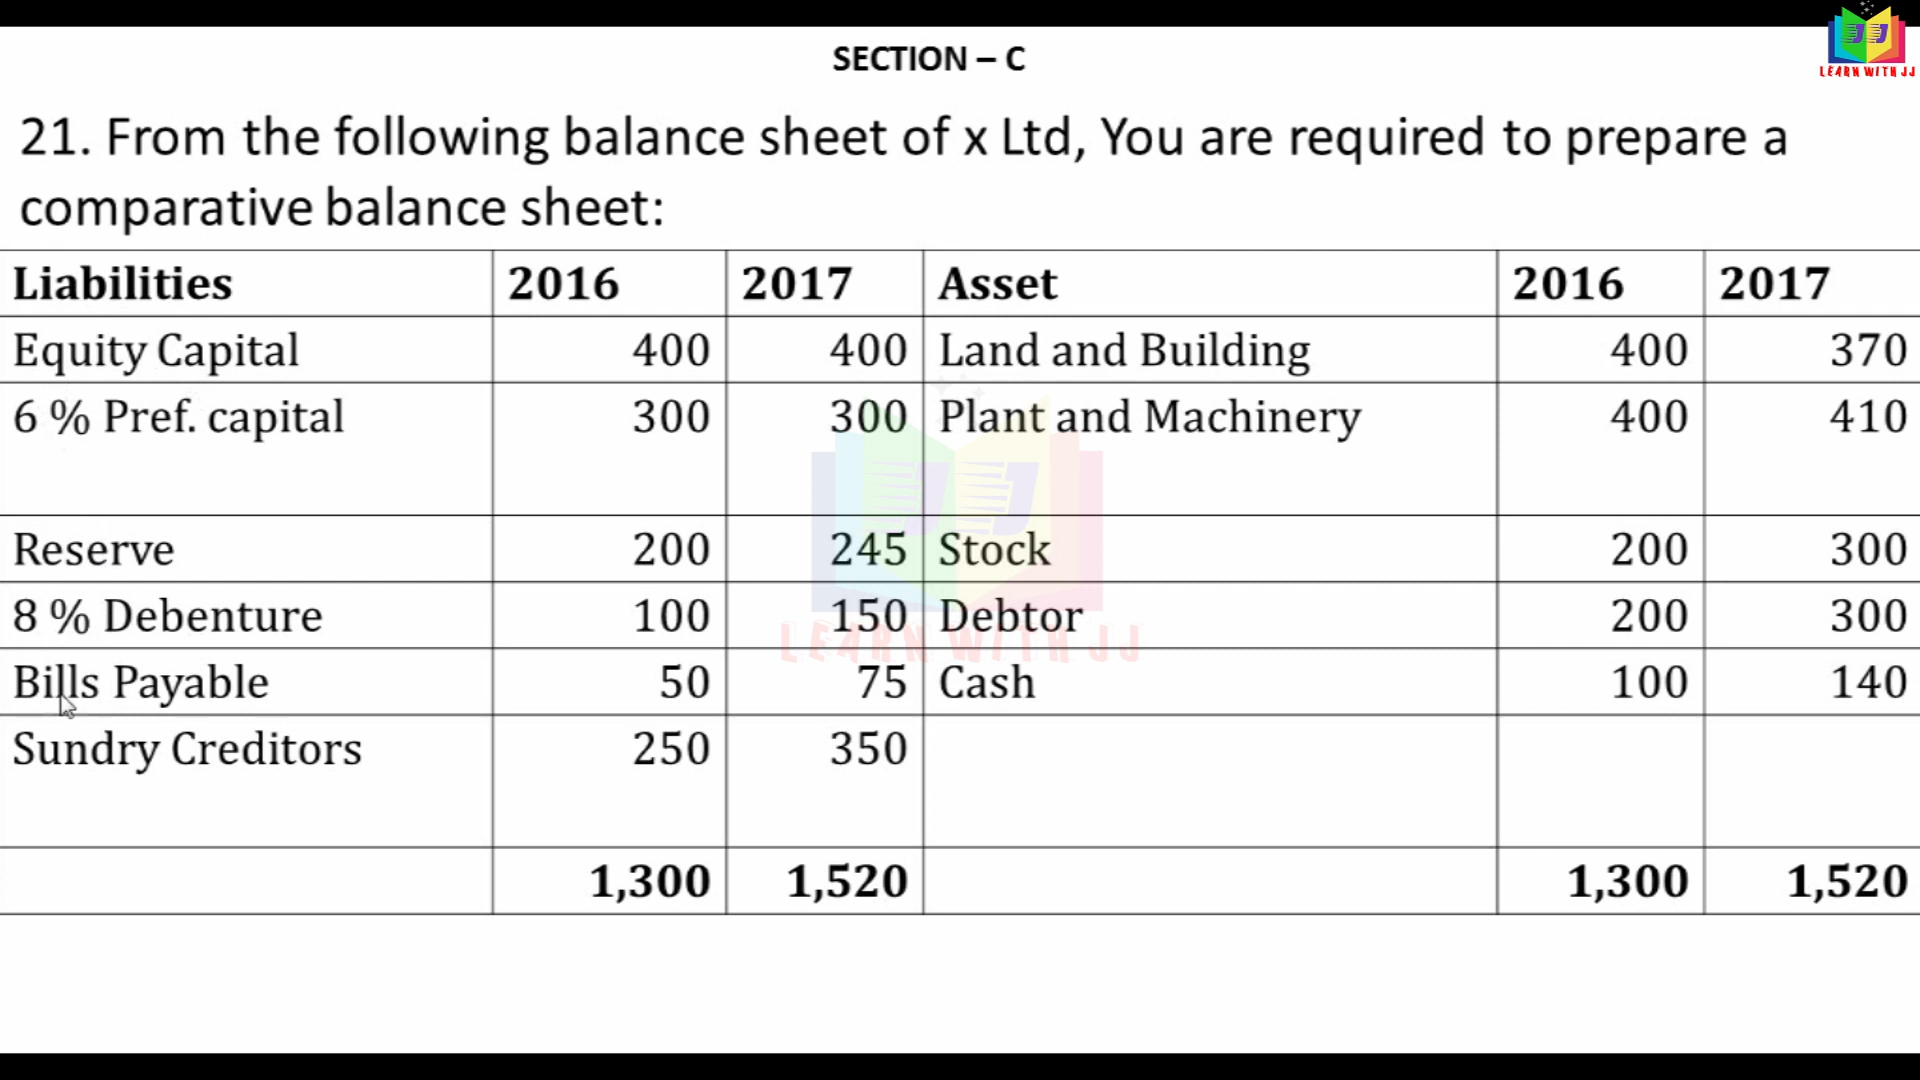 LEARN WITH JJ
SECTION – C
21. From the following balance sheet of x Ltd, You are required to prepare a
comparative balance sheet:
Liabilities 2016 2017 Asset 2016 2017
Equity Capital 400 400 Land and Building 400 370
6 % Pref. capital 300 300 Plant and Machinery 400 410
Reserve 200 245 Stock 200 300
8 % Debenture 100 150 Debtor 200 300
Bills Payable 50 75 Cash 100 140
Sundry Creditors 250 350
1,300 1,520 1,300 1,520
JJ
LEARN WITH JJ